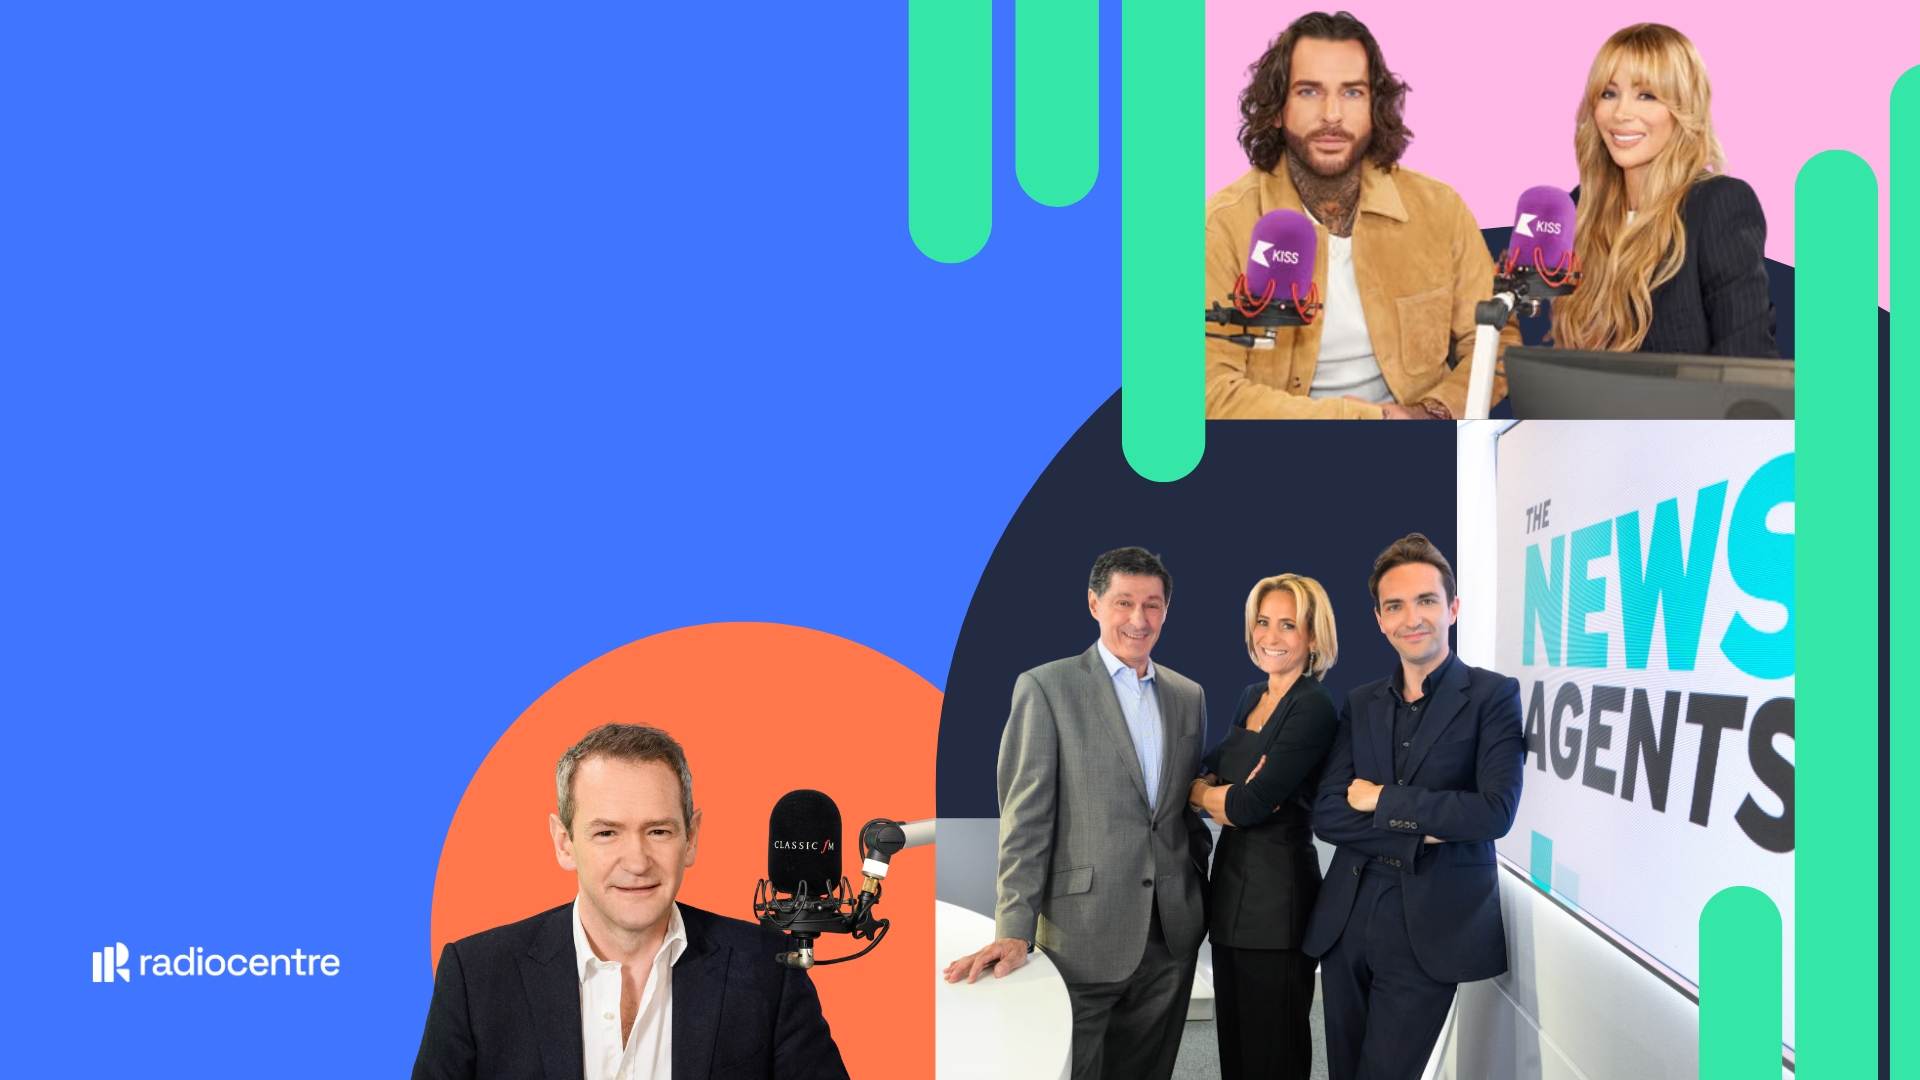 KISS
KISS
THE
NEWS
AGENTS
CLASSIC fM
radiocentre